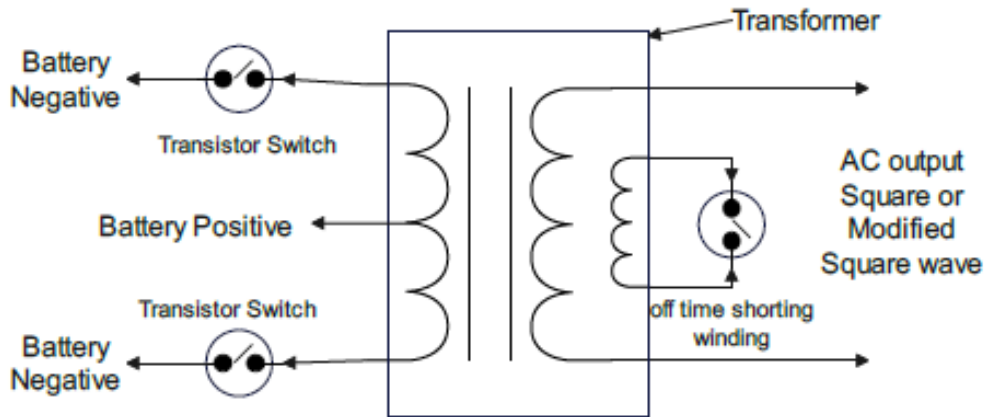 Transformer
Battery
Negative
Transistor Switch
Battery Positive
AC output
Square or
Modified
Square wave
Transistor Switch
off time shorting
winding
Battery
Negative